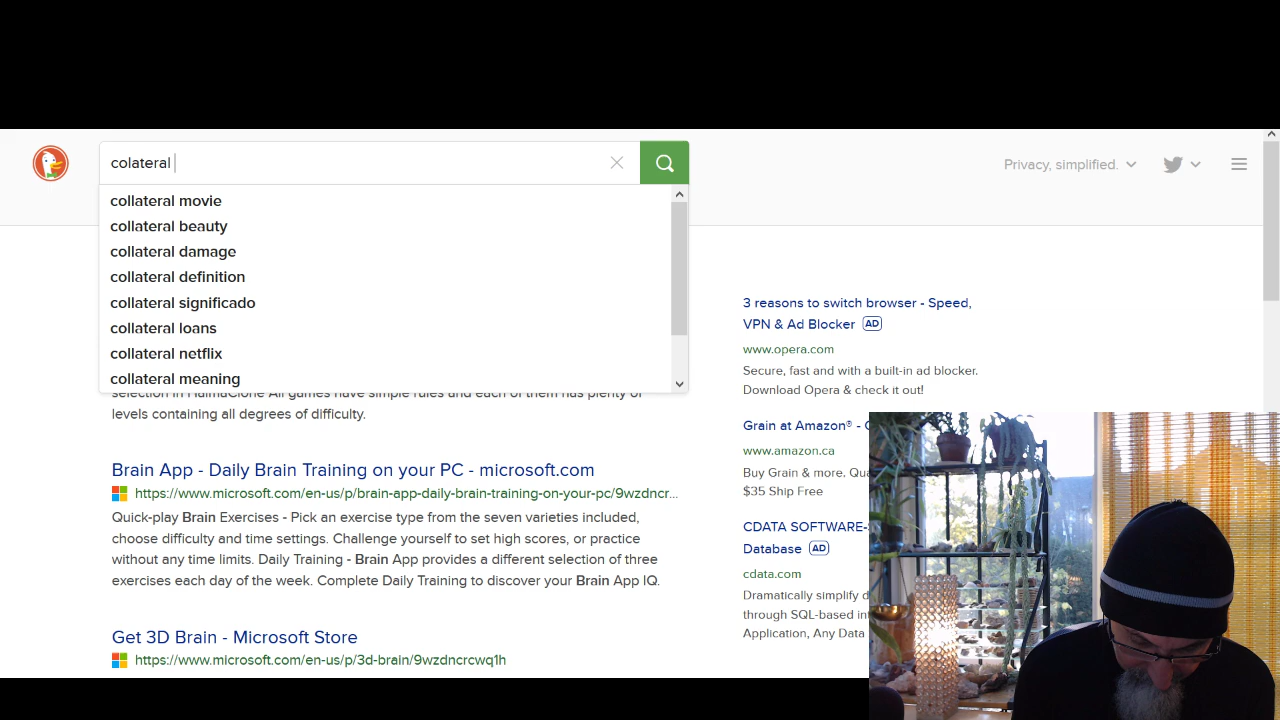 colateral
Privacy, simplified.
collateral movie
collateral beauty
collateral damage
collateral definition
collateral significado
collateral loans
collateral netflix
collateral meaning
levels containing all degrees of difficulty.
Brain App - Daily Brain Training on your PC - microsoft.com
https://www.microsoft.com/en-us/p/brain-app-daily-brain-training-on-your-pc/9wzdncr...
Quick-play Brain Exercises - Pick an exercise type from the seven varieties included,
choose difficulty and time settings. Challenge yourself to set high scores, or practice
without any time limits. Daily Training - Brain App provides a different selection of three
exercises each day of the week. Complete Daily Training to discover your Brain App IQ.
Get 3D Brain - Microsoft Store
https://www.microsoft.com/en-us/p/3d-brain/9wzdncrcwq1h
3 reasons to switch browser - Speed,
VPN & Ad Blocker AD
www.opera.com
Secure, fast and with a built-in ad blocker.
Download Opera & check it out!
Grain at Amazon® -
www.amazon.ca
Buy Grain & more.
$35 Ship Free
CDATA SOFTWARE-
Database AD
cdata.com
Dramatically simplify
through SQL-based
Application, Any Data